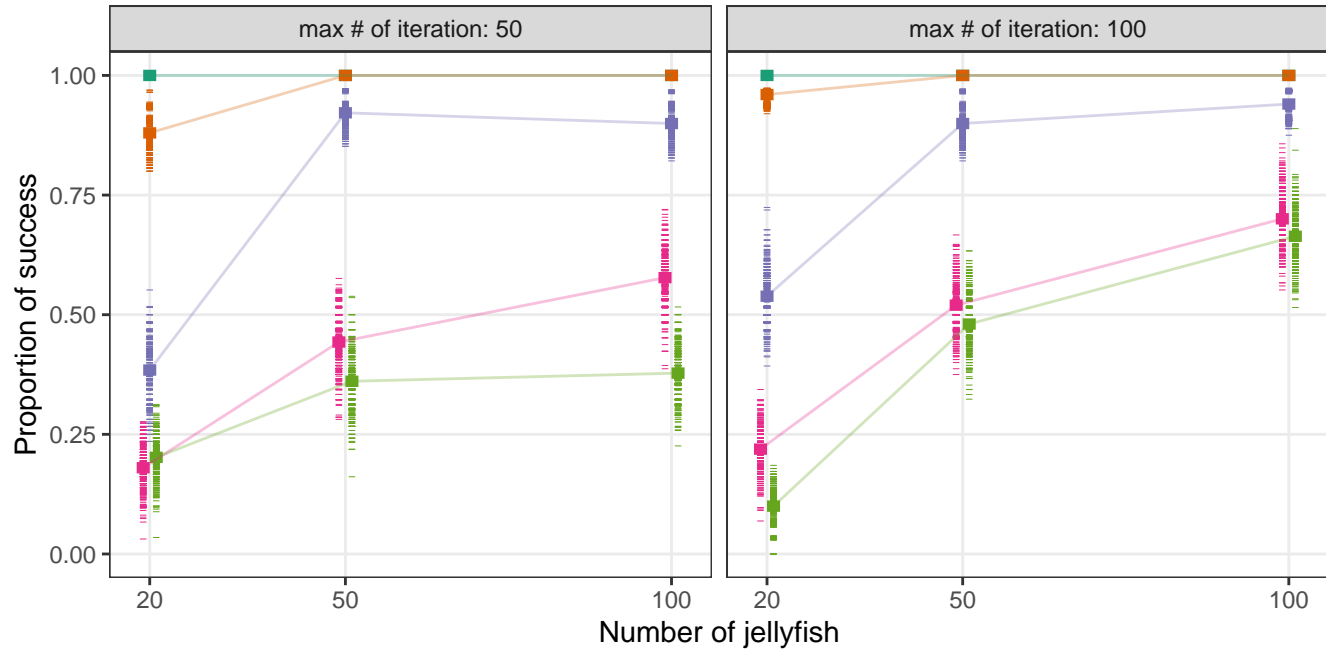 max # of iteration: 50
max # of iteration: 100
1.00
0.75
0.50
0.25
0.00
Proportion of success
20 50 100
20 50 100
Number of jellyfish